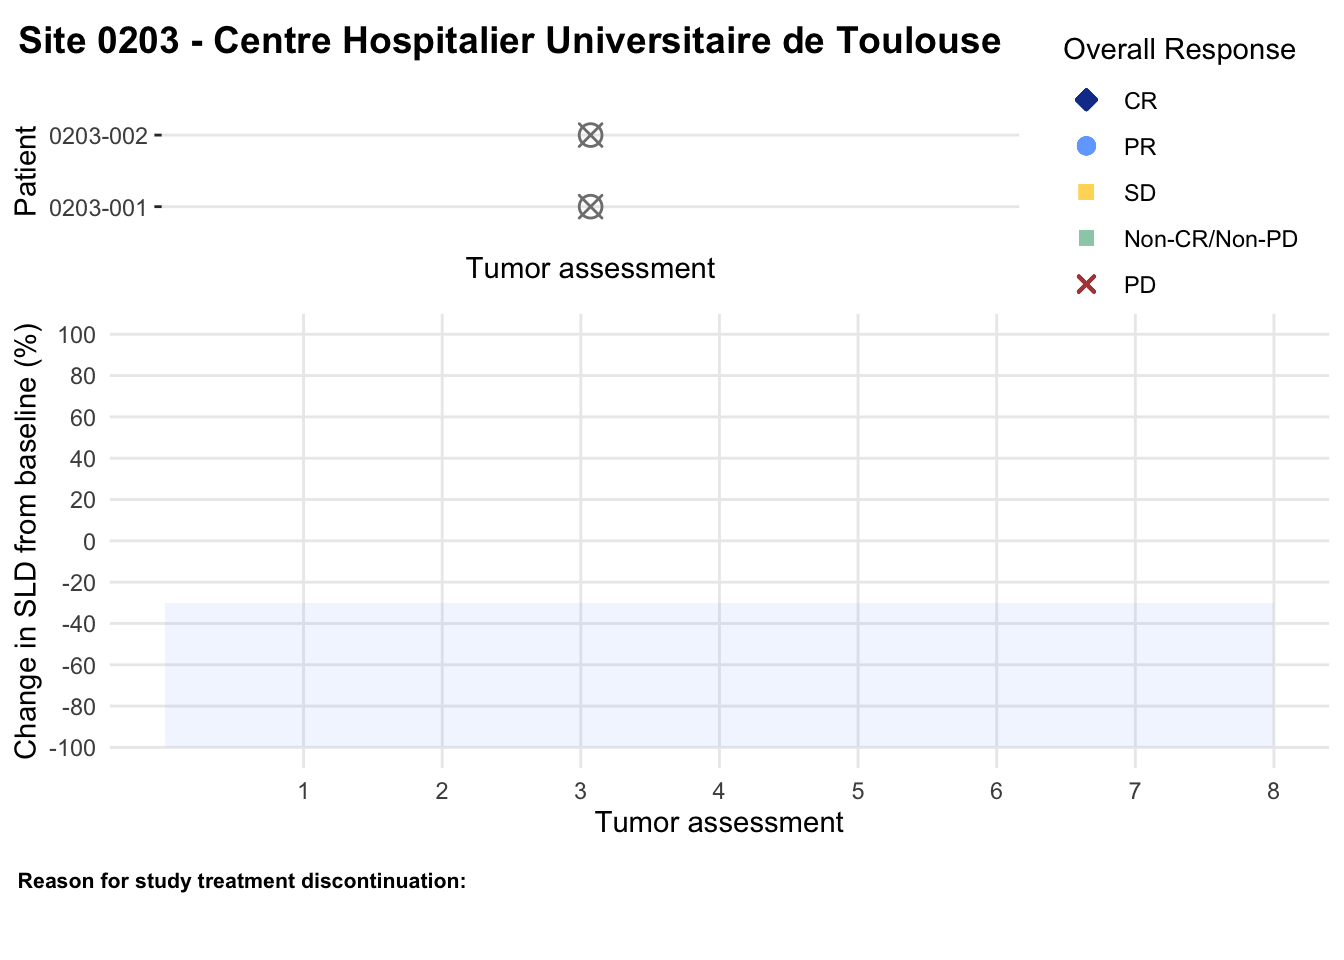 Site 0203 - Centre Hospitalier Universitaire de Toulouse
Overall Response
CR
PR
SD
Non-CR/Non-PD
PD
Patient
0203-002
0203-001
Tumor assessment
Change in SLD from baseline (%)
100
80
60
40
20
0
-20
-40
-60
-80
-100
1 2 3 4 5 6 7 8
Tumor assessment
Reason for study treatment discontinuation: